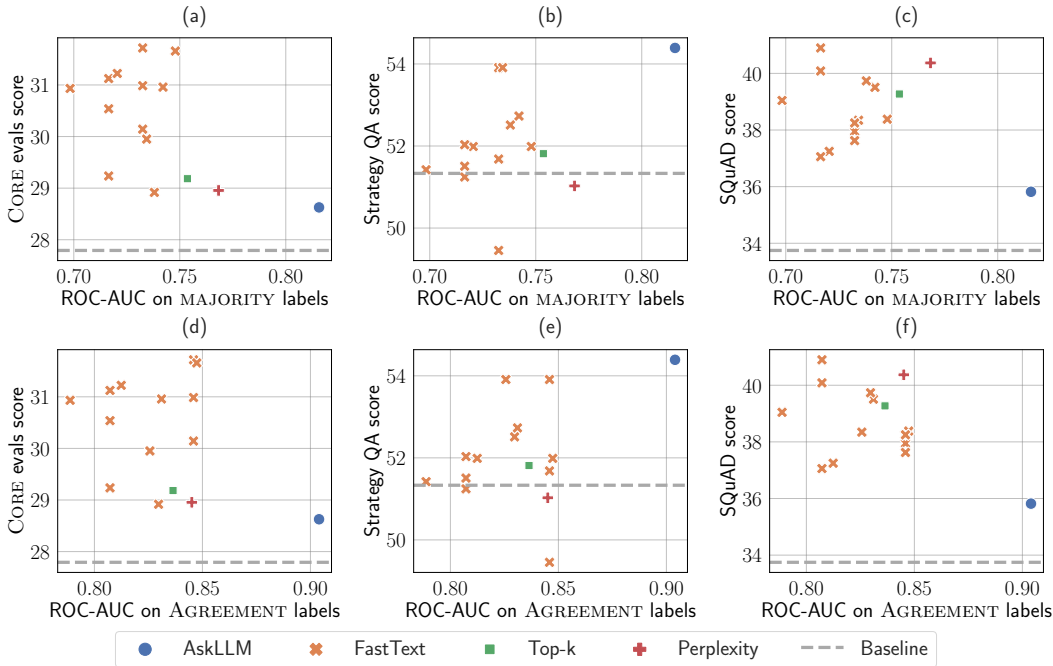 (a)
(b)
(c)
CORE evals score
31
30
29
28
0.70
0.75
0.80
ROC-AUC on MAJORITY labels
Strategy QA score
54
52
50
0.70
0.75
0.80
ROC-AUC on MAJORITY labels
SQuAD score
40
38
36
34
0.70
0.75
0.80
ROC-AUC on MAJORITY labels
(d)
(e)
(f)
CORE evals score
31
30
29
28
0.80
0.85
0.90
ROC-AUC on AGREEMENT labels
Strategy QA score
54
52
50
0.80
0.85
0.90
ROC-AUC on AGREEMENT labels
SQuAD score
40
38
36
34
0.80
0.85
0.90
ROC-AUC on AGREEMENT labels
AskLLM
FastText
Top-k
Perplexity
Baseline